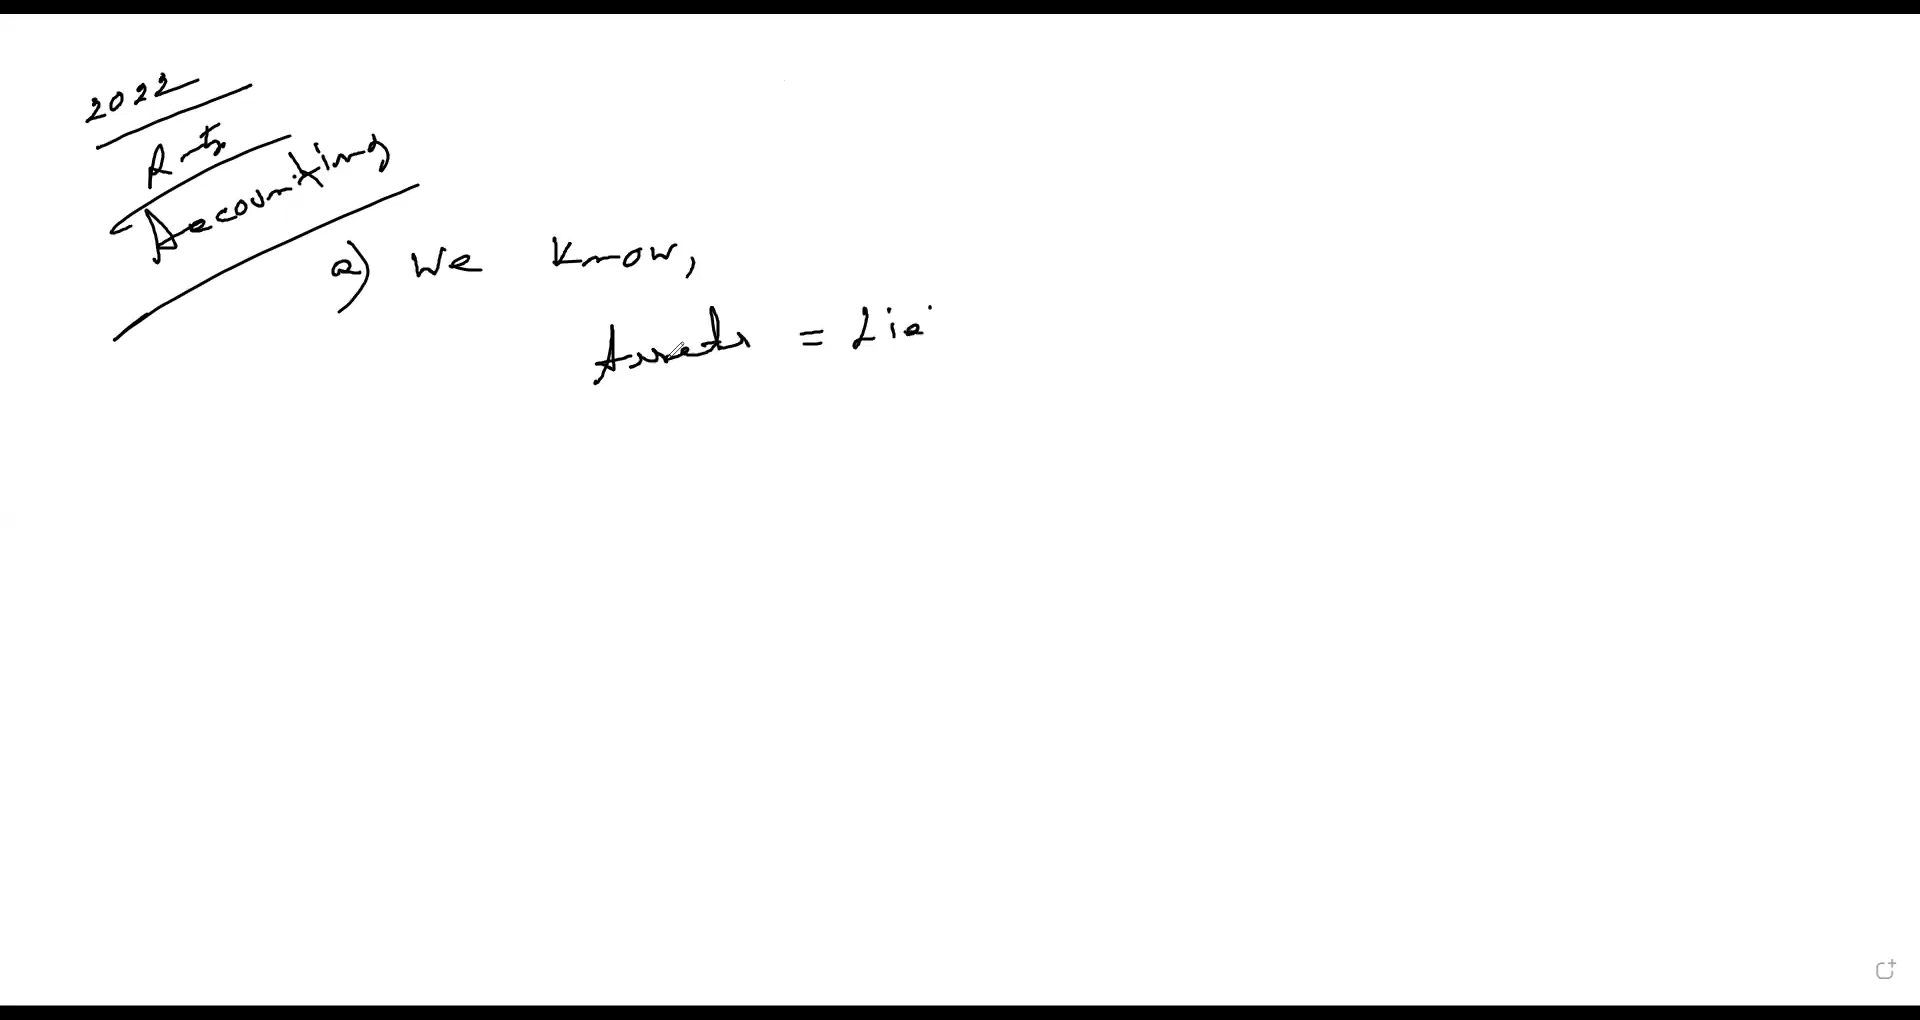 2022
Accounting
a) We know,
Assets = Lia